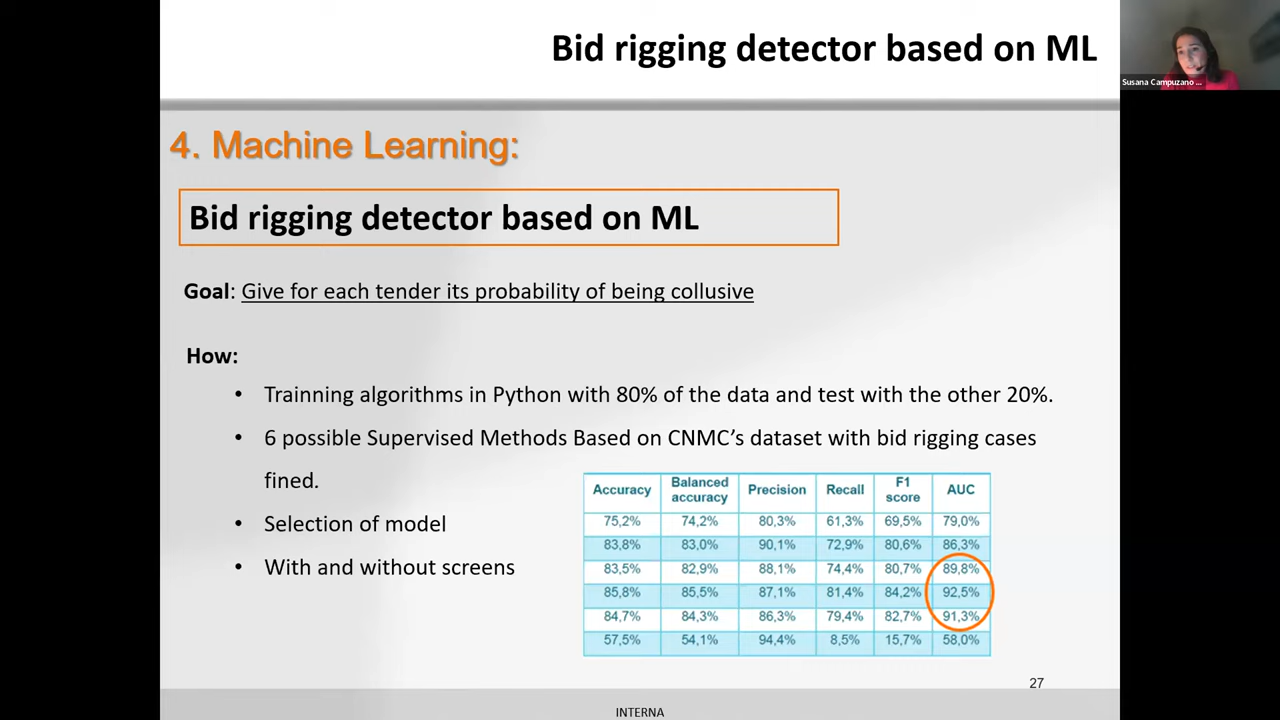 Bid rigging detector based on ML
Susana Campuzano ...
4. Machine Learning:
Bid rigging detector based on ML
Goal: Give for each tender its probability of being collusive
How:
• Trainning algorithms in Python with 80% of the data and test with the other 20%.
• 6 possible Supervised Methods Based on CNMC’s dataset with bid rigging cases
fined.
• Selection of model
• With and without screens
Accuracy Balanced accuracy Precision Recall F1 score AUC
75,2% 74,2% 80,3% 61,3% 69,5% 79,0%
83,8% 83,0% 90,1% 72,9% 80,6% 86,3%
83,5% 82,9% 88,1% 74,4% 80,7% 89,8%
85,8% 85,5% 87,1% 81,4% 84,2% 92,5%
84,7% 84,3% 86,3% 79,4% 82,7% 91,3%
57,5% 54,1% 94,4% 8,5% 15,7% 58,0%
27
INTERNA